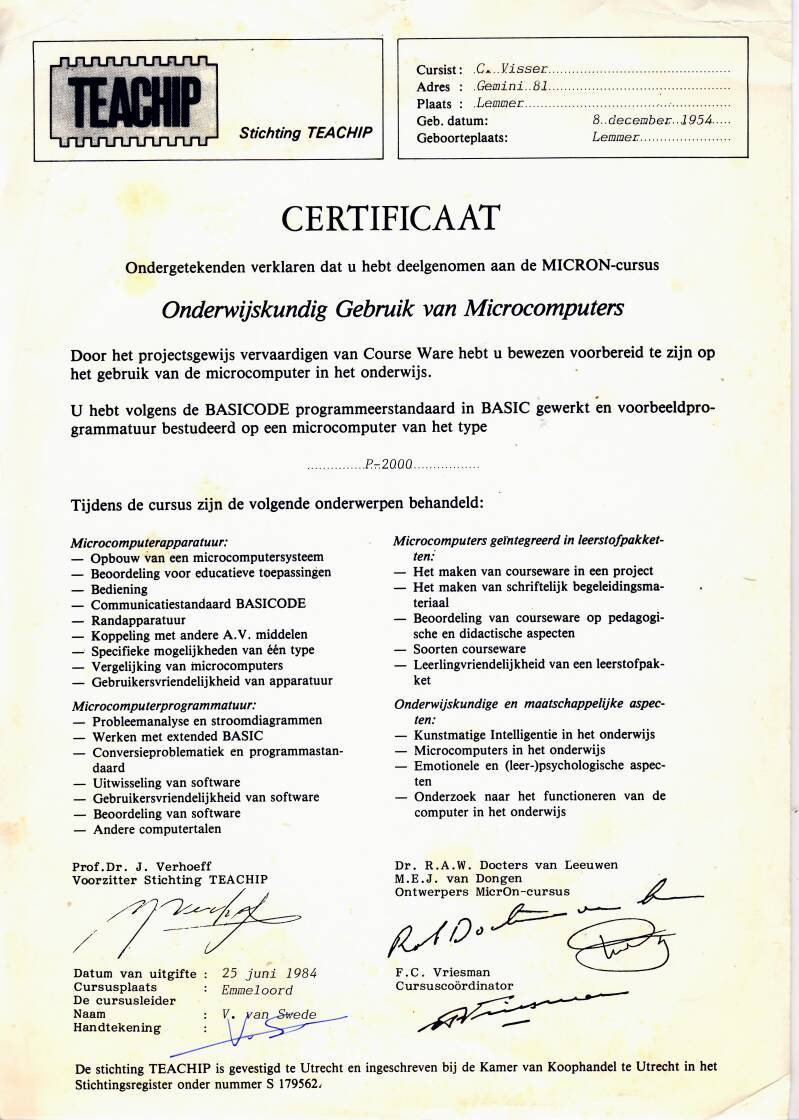 TEACHIP
Stichting TEACHIP
Cursist: C. Visser
Adres : Gemini 81
Plaats : Lemmer
Geb. datum: 8 december 1954
Geboorteplaats: Lemmer
CERTIFICAAT
Ondergetekenden verklaren dat u hebt deelgenomen aan de MICRON-cursus
Onderwijskundig Gebruik van Microcomputers
Door het projectsgewijs vervaardigen van Course Ware hebt u bewezen voorbereid te zijn op
het gebruik van de microcomputer in het onderwijs.
U hebt volgens de BASICODE programmeerstandaard in BASIC gewerkt en voorbeeldpro-
grammatuur bestudeerd op een microcomputer van het type
P-2000
Tijdens de cursus zijn de volgende onderwerpen behandeld:
Microcomputerapparatuur:
— Opbouw van een microcomputersysteem
— Beoordeling voor educatieve toepassingen
— Bediening
— Communicatiestandaard BASICODE
— Randapparatuur
— Koppeling met andere A.V. middelen
— Specifieke mogelijkheden van één type
— Vergelijking van microcomputers
— Gebruikersvriendelijkheid van apparatuur
Microcomputerprogrammatuur:
— Probleemanalyse en stroomdiagrammen
— Werken met extended BASIC
— Conversieproblematiek en programmastan-
daard
— Uitwisseling van software
— Gebruikersvriendelijkheid van software
— Beoordeling van software
— Andere computertalen
Microcomputers geïntegreerd in leerstofpakket-
ten:
— Het maken van courseware in een project
— Het maken van schriftelijk begeleidingsma-
teriaal
— Beoordeling van courseware op pedagogi-
sche en didactische aspecten
— Soorten courseware
— Leerlingvriendelijkheid van een leerstofpak-
ket
Onderwijskundige en maatschappelijke aspec-
ten:
— Kunstmatige Intelligentie in het onderwijs
— Microcomputers in het onderwijs
— Emotionele en (leer-)psychologische aspec-
ten
— Onderzoek naar het functioneren van de
computer in het onderwijs
Prof.Dr. J. Verhoeff
Voorzitter Stichting TEACHIP
Dr. R.A.W. Docters van Leeuwen
M.E.J. van Dongen
Ontwerpers MicrOn-cursus
Datum van uitgifte : 25 juni 1984
Cursusplaats : Emmeloord
De cursusleider
Naam : V. van Swede
Handtekening :
F.C. Vriesman
Cursuscoördinator
De stichting TEACHIP is gevestigd te Utrecht en ingeschreven bij de Kamer van Koophandel te Utrecht in het
Stichtingsregister onder nummer S 179562.